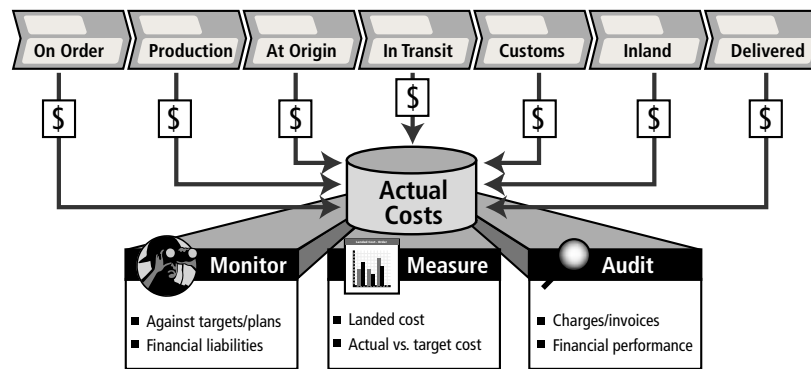 On Order
Production
At Origin
In Transit
Customs
Inland
Delivered
$
$
$
$
$
$
$
Actual
Costs
Monitor
Against targets/plans
Financial liabilities
Measure
Landed cost
Actual vs. target cost
Audit
Charges/invoices
Financial performance